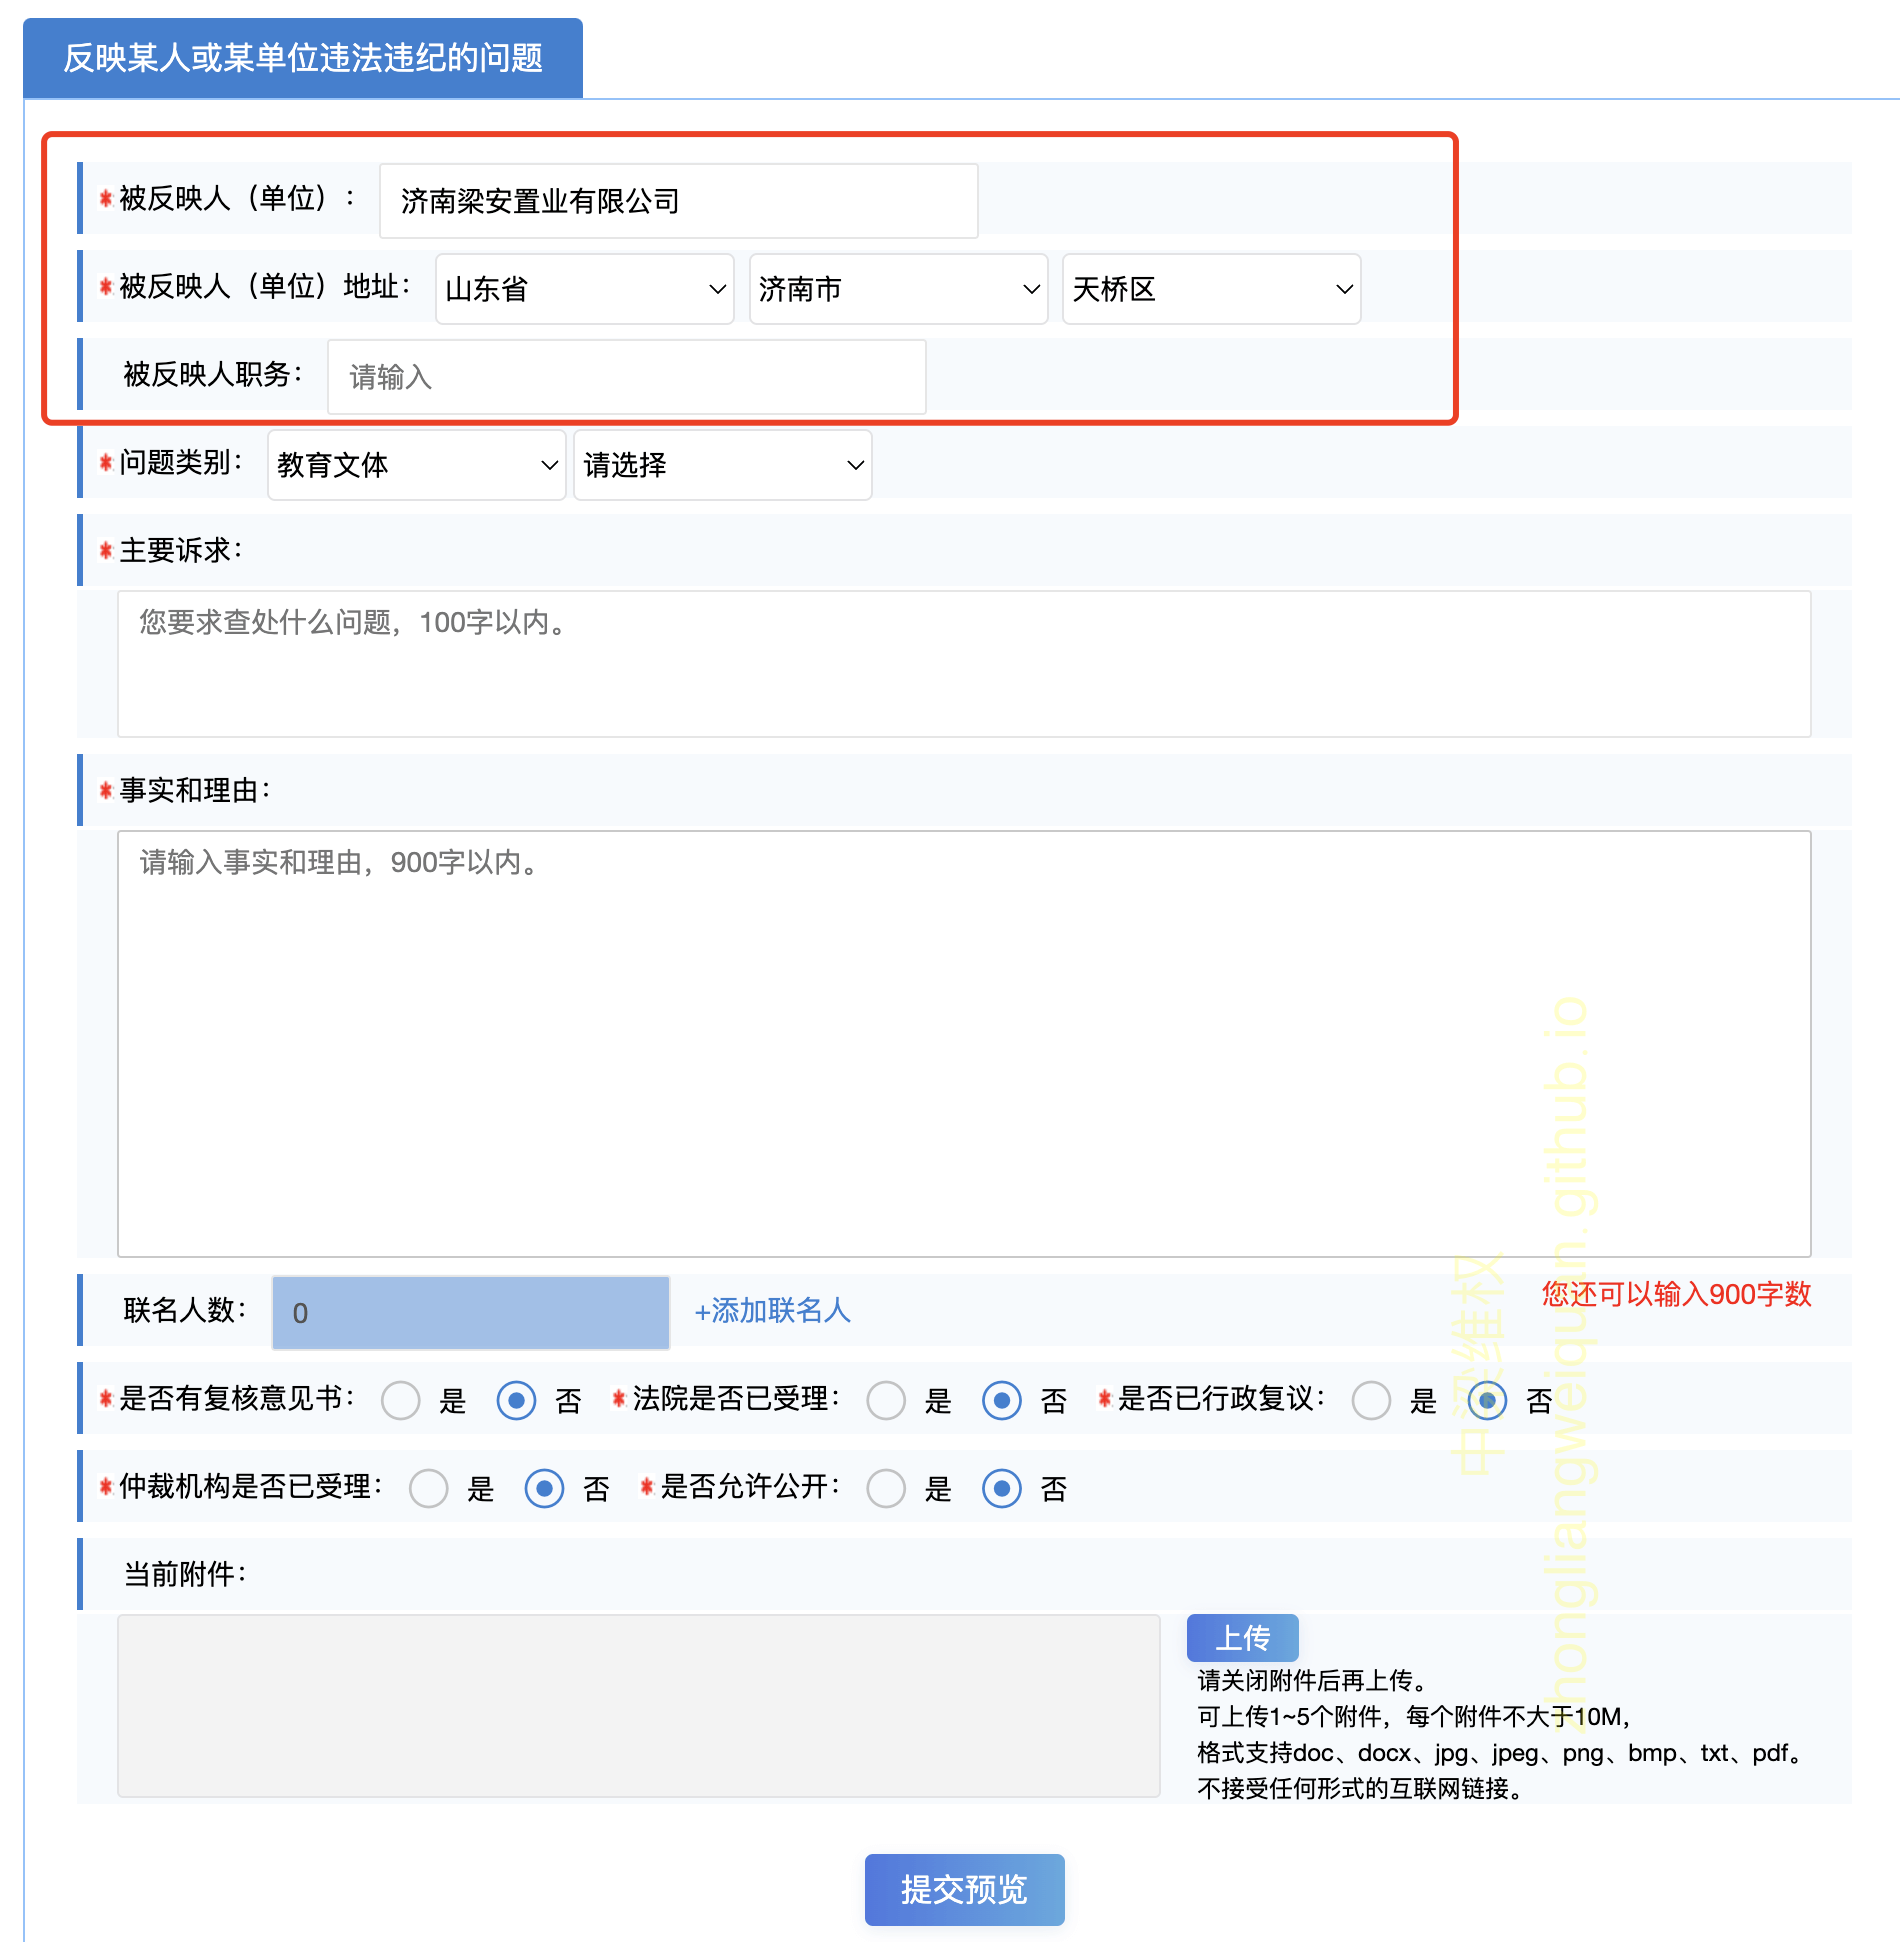 反映某人或某单位违法违纪的问题
*被反映人（单位）： 济南梁安置业有限公司
*被反映人（单位）地址： 山东省 济南市 天桥区
被反映人职务： 请输入
*问题类别： 教育文体 请选择
*主要诉求：
您要求查处什么问题，100字以内。
*事实和理由：
请输入事实和理由，900字以内。
联名人数： 0 +添加联名人 您还可以输入900字数
*是否有复核意见书： 是 否 *法院是否已受理： 是 否 *是否已行政复议： 是 否
*仲裁机构是否已受理： 是 否 *是否允许公开： 是 否
当前附件：
上传
请关闭附件后再上传。
可上传1~5个附件，每个附件不大于10M，
格式支持doc、docx、jpg、jpeg、png、bmp、txt、pdf。
不接受任何形式的互联网链接。
提交预览
中梁维权
zhongliangweiquan.github.io